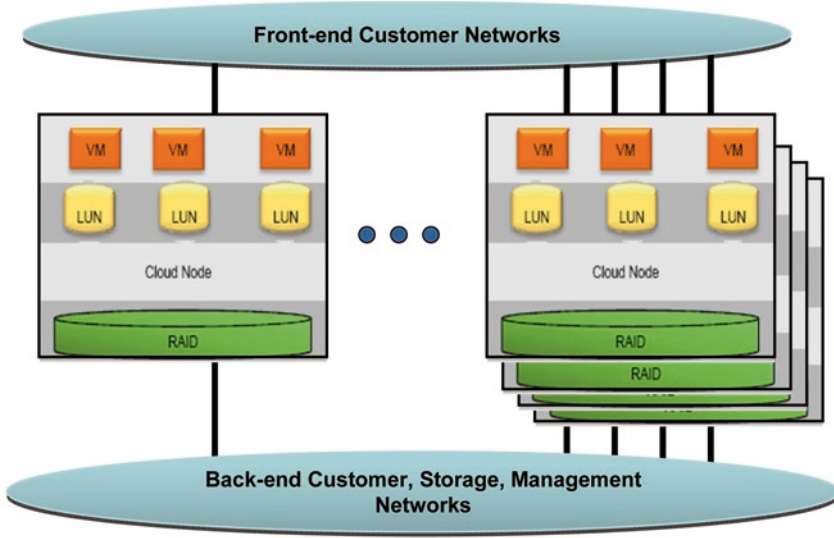 Front-end Customer Networks
VM VM VM
VM VM VM
LUN LUN LUN
LUN LUN LUN
Cloud Node
Cloud Node
RAID
RAID
RAID
Back-end Customer, Storage, Management
Networks